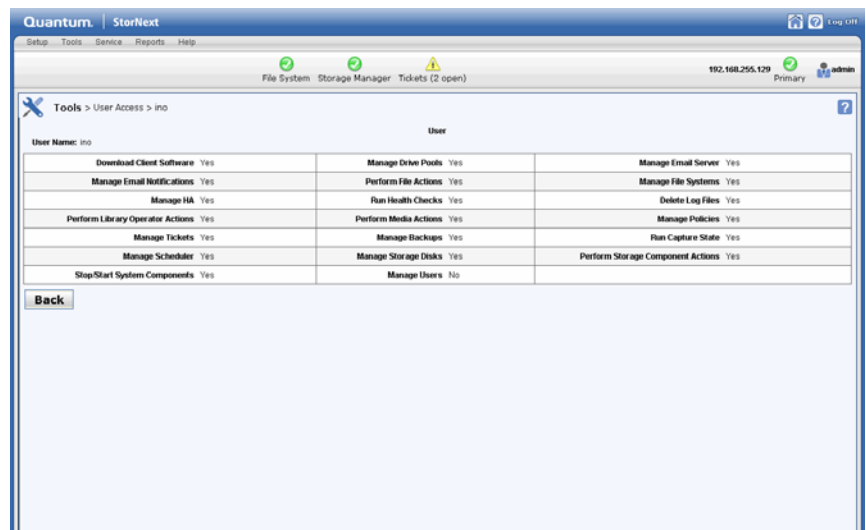 Quantum. StorNext Log Off
Setup Tools Service Reports Help
File System Storage Manager Tickets (2 open) 192.168.255.129 Primary admin
Tools > User Access > ino
User
User Name: ino
Download Client Software Yes Manage Drive Pools Yes Manage Email Server Yes
Manage Email Notifications Yes Perform File Actions Yes Manage File Systems Yes
Manage HA Yes Run Health Checks Yes Delete Log Files Yes
Perform Library Operator Actions Yes Perform Media Actions Yes Manage Policies Yes
Manage Tickets Yes Manage Backups Yes Run Capture State Yes
Manage Scheduler Yes Manage Storage Disks Yes Perform Storage Component Actions Yes
Stop/Start System Components Yes Manage Users No
Back